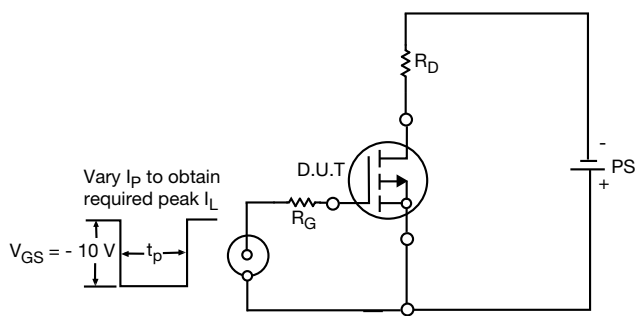 R_D
D.U.T
-
PS
+
Vary I_P to obtain
required peak I_L
R_G
V_GS = - 10 V
t_p